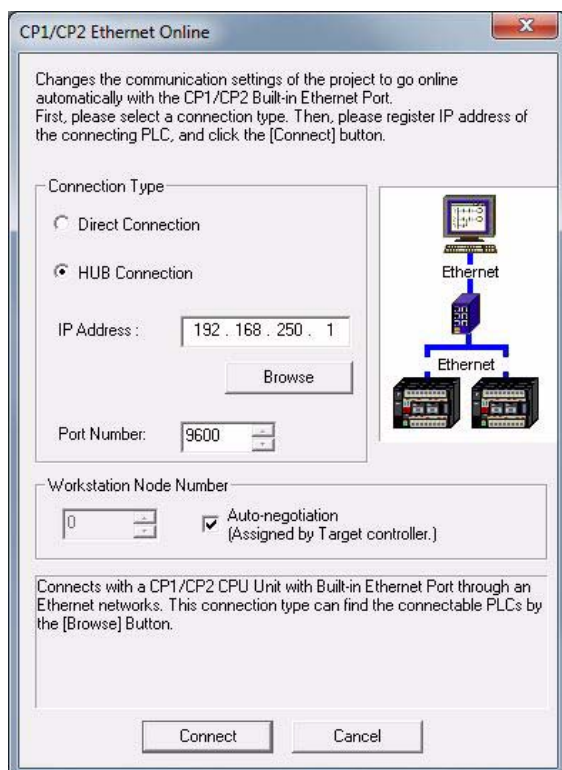 CP1/CP2 Ethernet Online
Changes the communication settings of the project to go online
automatically with the CP1/CP2 Built-in Ethernet Port.
First, please select a connection type. Then, please register IP address of
the connecting PLC, and click the [Connect] button.
Connection Type
Direct Connection
HUB Connection
IP Address :
192 . 168 . 250 . 1
Browse
Port Number:
9600
Ethernet
Ethernet
Workstation Node Number
0
Auto-negotiation
(Assigned by Target controller.)
Connects with a CP1/CP2 CPU Unit with Built-in Ethernet Port through an
Ethernet networks. This connection type can find the connectable PLCs by
the [Browse] Button.
Connect
Cancel